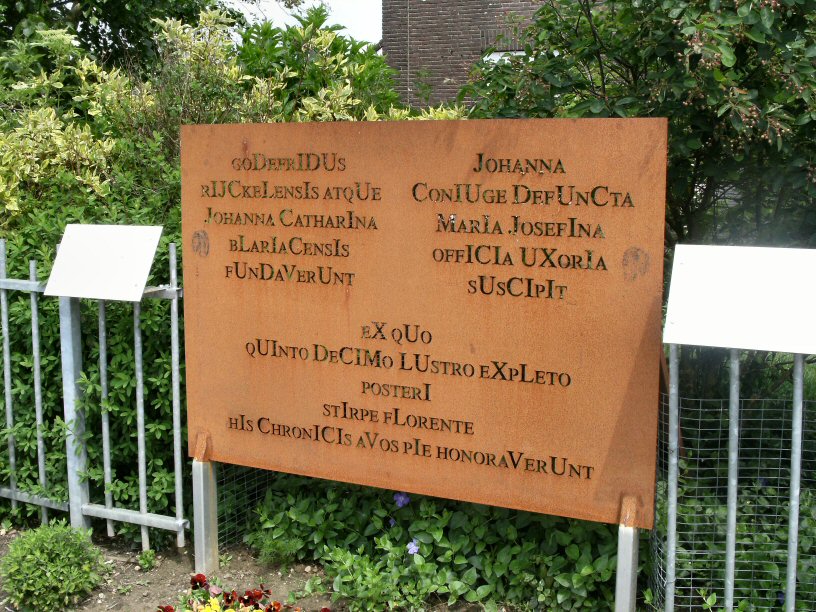 goDefrIDUs
rIJCkeLensIs atqUe
Johanna CatharIna
bLarIaCensIs
fUnDaVerUnt
Johanna
ConIUge DefUnCta
MarIa JosefIna
offICIa UXorIa
sUsCIpIt
eX qUo
qUInto DeCIMo LUstro eXpLeto
posterI
stIrpe fLorente
hIs ChronICIs aVos pIe honoraVerUnt